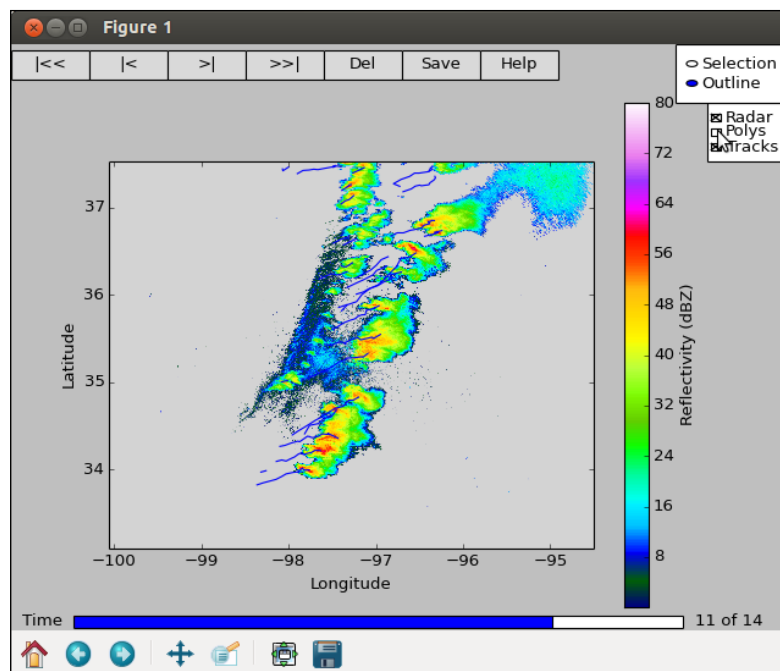 Figure 1
|<< |< >| >>| Del Save Help
Selection
Outline
Radar
Polys
Tracks
80
72
64
56
48
40
32
24
16
8
Reflectivity (dBZ)
37
36
35
34
Latitude
−100 −99 −98 −97 −96 −95
Longitude
Time 11 of 14